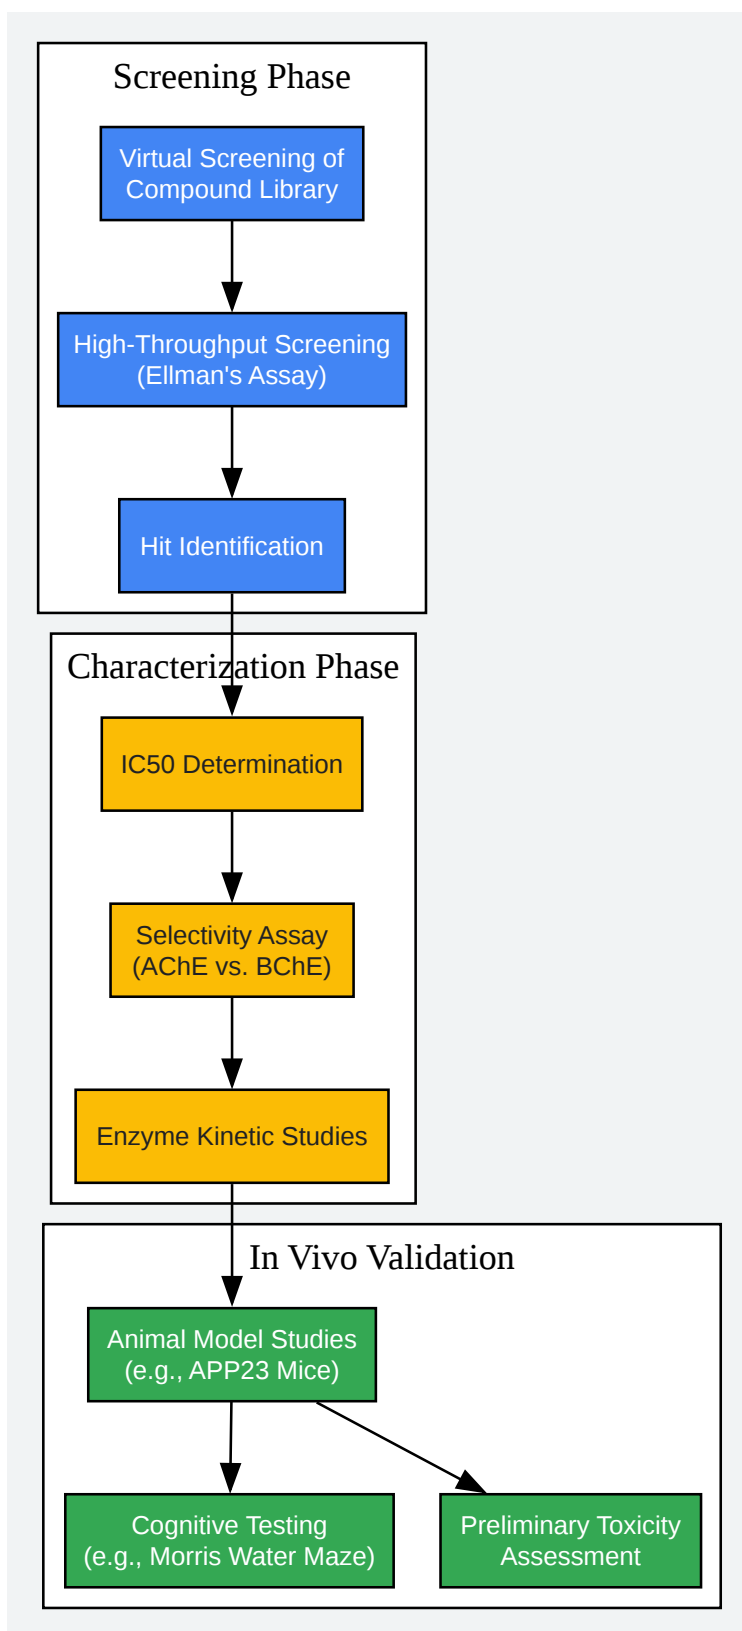 Screening Phase
Virtual Screening of
Compound Library
High-Throughput Screening
(Ellman's Assay)
Hit Identification
Characterization Phase
IC50 Determination
Selectivity Assay
(AChE vs. BChE)
Enzyme Kinetic Studies
In Vivo Validation
Animal Model Studies
(e.g., APP23 Mice)
Cognitive Testing
(e.g., Morris Water Maze)
Preliminary Toxicity
Assessment